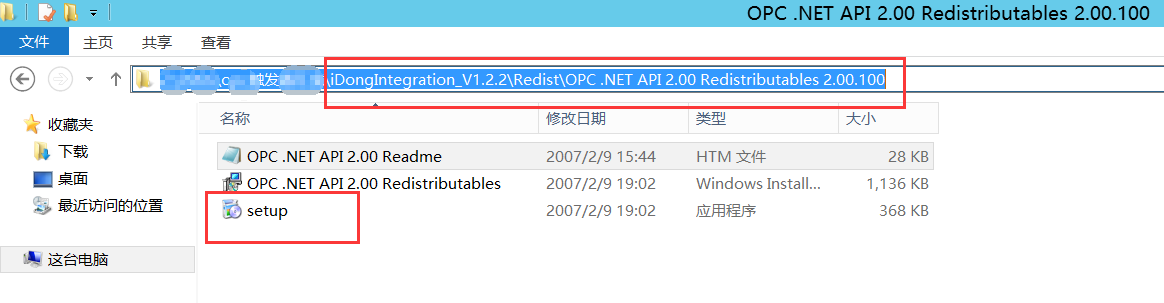 OPC .NET API 2.00 Redistributables 2.00.100
文件 主页 共享 查看
触发 \iDongIntegration_V1.2.2\Redist\OPC .NET API 2.00 Redistributables 2.00.100
名称 修改日期 类型 大小
收藏夹
下载
桌面
最近访问的位置
这台电脑
OPC .NET API 2.00 Readme 2007/2/9 15:44 HTM 文件 28 KB
OPC .NET API 2.00 Redistributables 2007/2/9 19:02 Windows Install... 1,136 KB
setup 2007/2/9 19:02 应用程序 368 KB